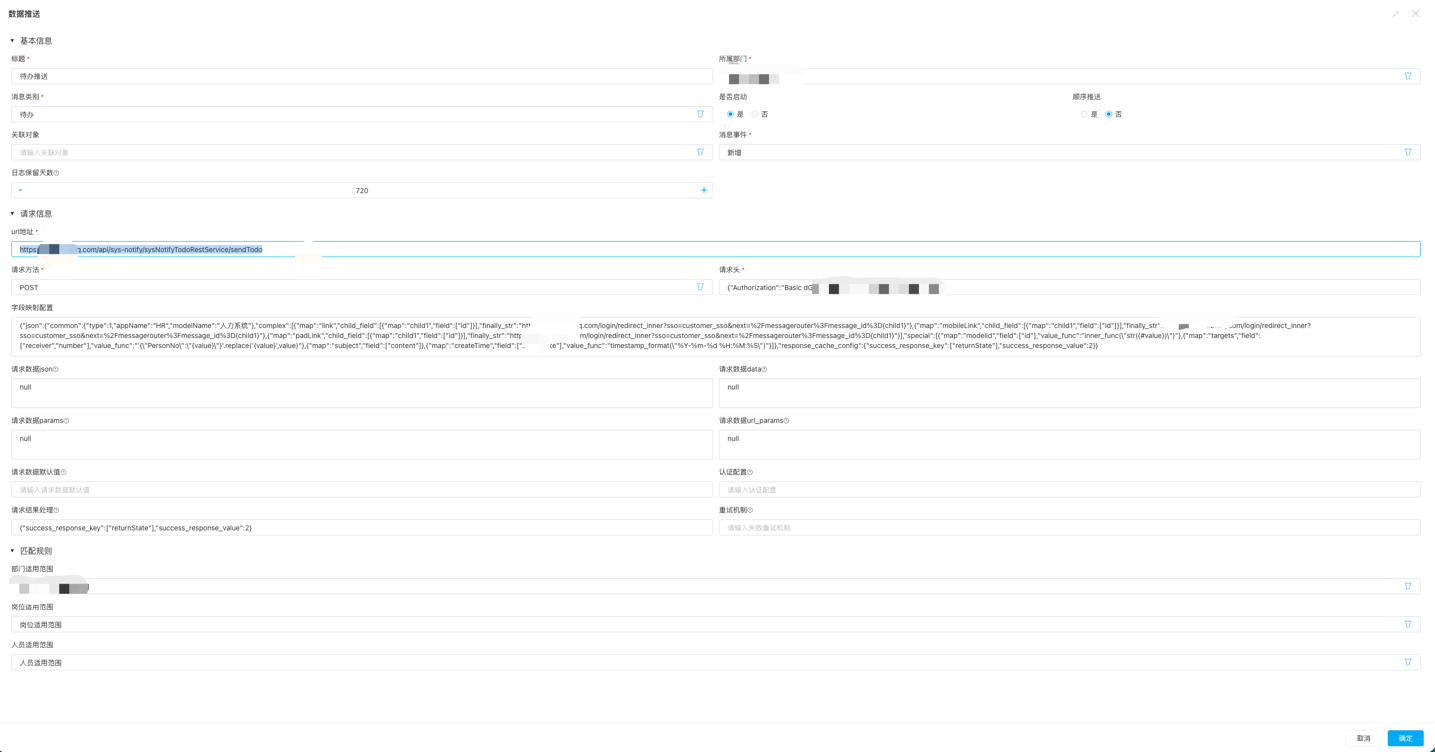 数据推送
基本信息
标题 *
所属部门 *
待办推送
消息类别 *
是否启动
顺序推送
待办
是 否
是 否
关联对象
消息事件 *
请输入关联对象
新增
日志保留天数
- 720 +
请求信息
url地址 *
https .com/api/sys-notify/sysNotifyTodoRestService/sendTodo
请求方法 *
请求头 *
POST
{"Authorization":"Basic
字段映射配置
{"json":{"common":{"type":1,"appName":"HR","modelName":"人力系统"},"complex":[{"map":"link","child_field":[{"map":"child1","field":["id"]}],"finally_str":" .com/login/redirect_inner?sso=customer_sso&next=%2Fmessagerouter%3Fmessage_id%3D{child1}"},{"map":"mobileLink","child_field":[{"map":"child1","field":["id"]}],"finally_str": .com/login/redirect_inner?
sso=customer_sso&next=%2Fmessagerouter%3Fmessage_id%3D{child1}"},{"map":"padLink","child_field":[{"map":"child1","field":["id"]}],"finally_str":"http .com/login/redirect_inner?sso=customer_sso&next=%2Fmessagerouter%3Fmessage_id%3D{child1}"}],"special":[{"map":"modelId","field":["id"],"value_func":"inner_func(\"str({#value})\")"},{"map":"targets","field":
["receiver","number"],"value_func":"'{\"PersonNo\":\"{value}\"}'.replace('{value}',value)"},{"map":"subject","field":["content"]},{"map":"createTime","field":[ "],"value_func":"timestamp_format(\"%Y-%m-%d %H:%M:%S\")"}]},"response_cache_config":{"success_response_key":["returnState"],"success_response_value":2}}
请求数据json
请求数据data
null
null
请求数据params
请求数据url_params
null
null
请求数据默认值
认证配置
请输入请求数据默认值
请输入认证配置
请求结果处理
重试机制
{"success_response_key":["returnState"],"success_response_value":2}
请输入失败重试机制
匹配规则
部门适用范围
岗位适用范围
岗位适用范围
人员适用范围
人员适用范围
取消
确定